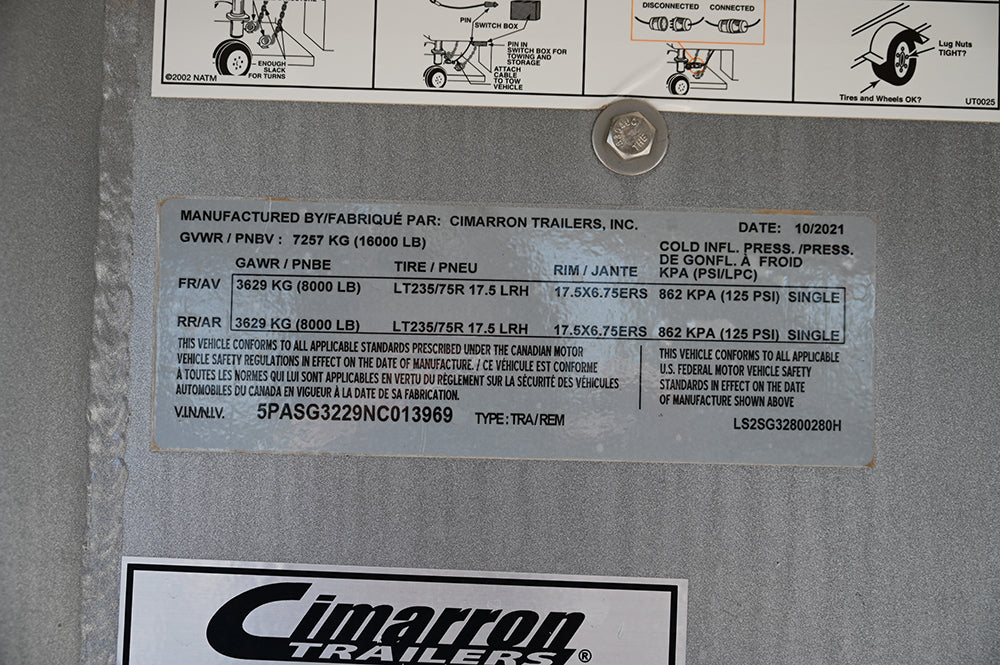 DISCONNECTED CONNECTED
PIN
SWITCH BOX
PIN IN
SWITCH BOX FOR
TOWING AND
STORAGE
ATTACH
CABLE
TO TOW
VEHICLE
ENOUGH
SLACK
FOR TURNS
©2002 NATM
Lug Nuts
TIGHT?
Tires and Wheels OK?
UT0025
THE
MANUFACTURED BY/FABRIQUÉ PAR: CIMARRON TRAILERS, INC. DATE: 10/2021
GVWR / PNBV : 7257 KG (16000 LB)
COLD INFL. PRESS. /PRESS.
DE GONFL. À FROID
KPA (PSI/LPC)
GAWR / PNBE TIRE / PNEU RIM / JANTE
FR/AV 3629 KG (8000 LB) LT235/75R 17.5 LRH 17.5X6.75ERS 862 KPA (125 PSI) SINGLE
RR/AR 3629 KG (8000 LB) LT235/75R 17.5 LRH 17.5X6.75ERS 862 KPA (125 PSI) SINGLE
THIS VEHICLE CONFORMS TO ALL APPLICABLE STANDARDS PRESCRIBED UNDER THE CANADIAN MOTOR
VEHICLE SAFETY REGULATIONS IN EFFECT ON THE DATE OF MANUFACTURE. / CE VÉHICULE EST CONFORME
À TOUTES LES NORMES QUI LUI SONT APPLICABLES EN VERTU DU RÈGLEMENT SUR LA SÉCURITÉ DES VÉHICULES
AUTOMOBILES DU CANADA EN VIGUEUR À LA DATE DE SA FABRICATION.
THIS VEHICLE CONFORMS TO ALL APPLICABLE
U.S. FEDERAL MOTOR VEHICLE SAFETY
STANDARDS IN EFFECT ON THE DATE
OF MANUFACTURE SHOWN ABOVE
V.I.N./N.I.V. 5PASG3229NC013969 TYPE: TRA/REM LS2SG32800280H
Cimarron
TRAILERS®